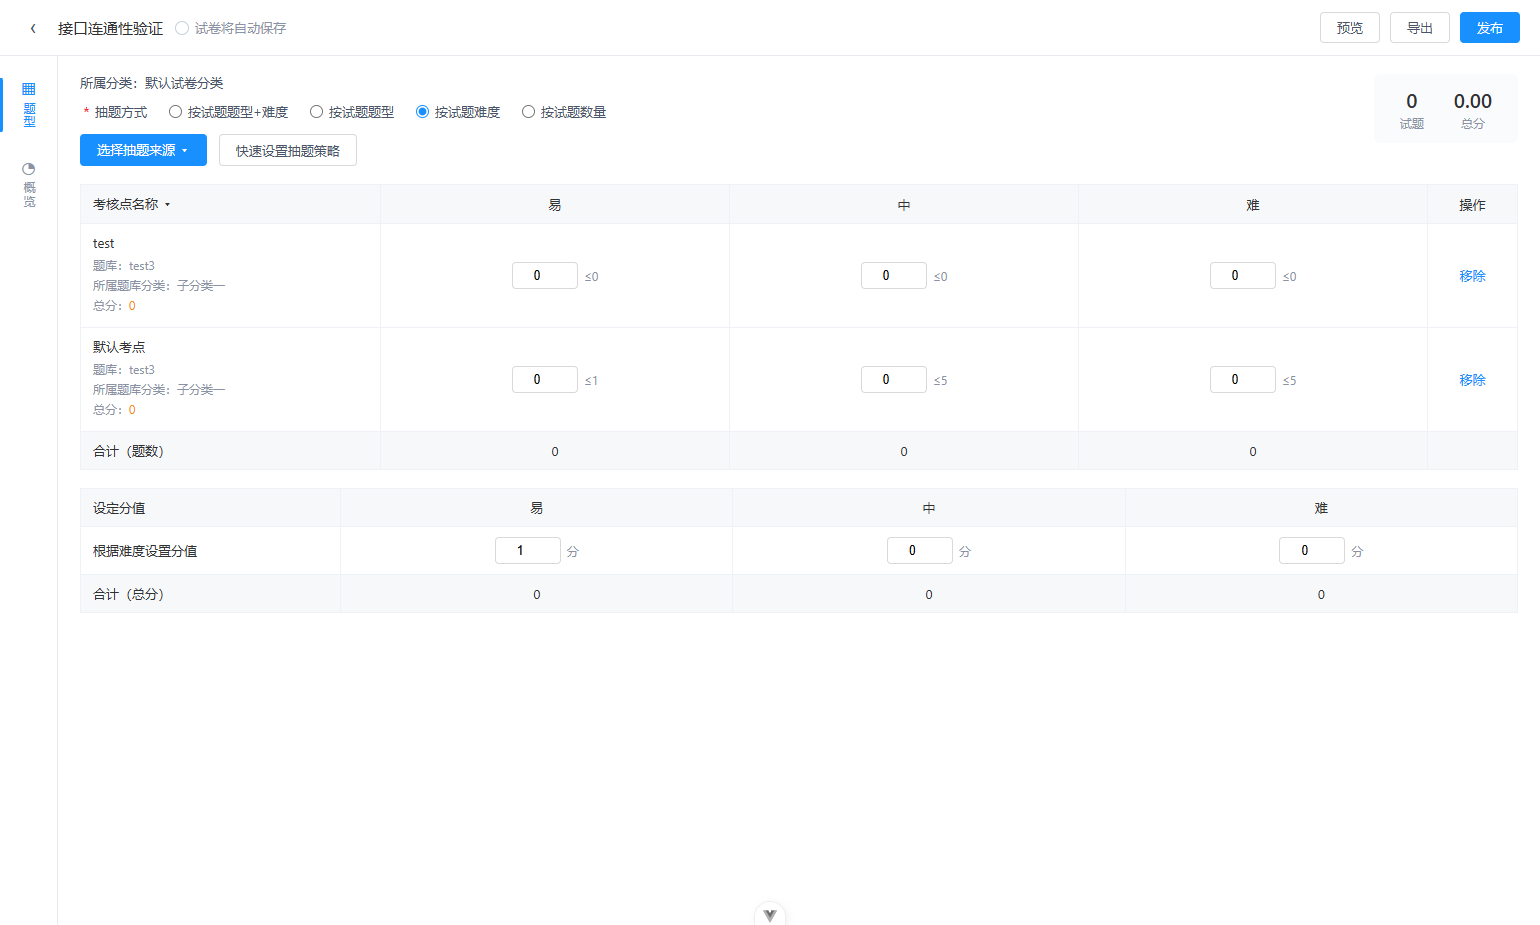 接口连通性验证 试卷将自动保存 预览 导出 发布
题型
概览
所属分类：默认试卷分类
* 抽题方式 按试题题型+难度 按试题题型 按试题难度 按试题数量
0 0.00
试题 总分
选择抽题来源 快速设置抽题策略
考核点名称 易 中 难 操作
test
题库：test3
所属题库分类：子分类一
总分：0
0 ≤0 0 ≤0 0 ≤0 移除
默认考点
题库：test3
所属题库分类：子分类一
总分：0
0 ≤1 0 ≤5 0 ≤5 移除
合计（题数） 0 0 0
设定分值 易 中 难
根据难度设置分值 1 分 0 分 0 分
合计（总分） 0 0 0